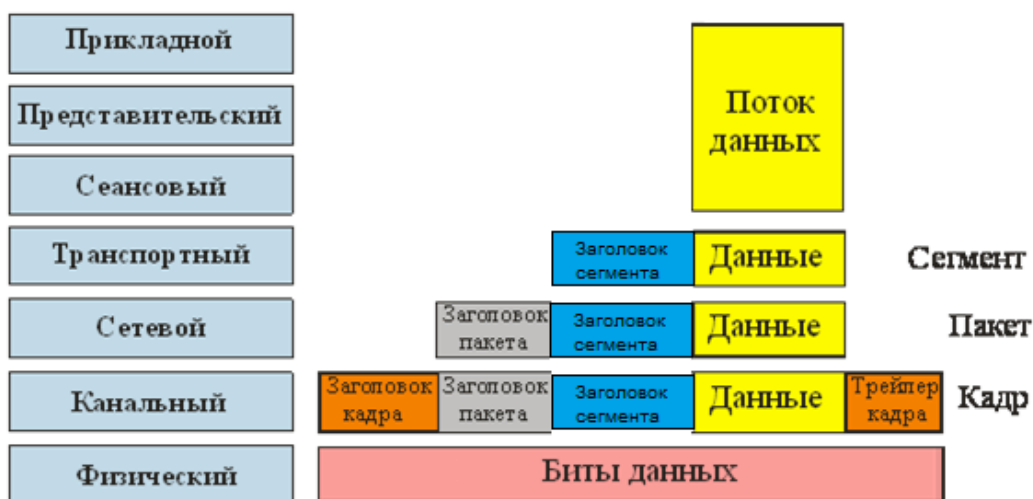 Прикладной
Представительский
Поток
данных
Сеансовый
Транспортный
Заголовок
сегмента
Данные
Сегмент
Сетевой
Заголовок
пакета
Заголовок
сегмента
Данные
Пакет
Канальный
Заголовок
кадра
Заголовок
пакета
Заголовок
сегмента
Данные
Трейлер
кадра
Кадр
Физический
Биты данных